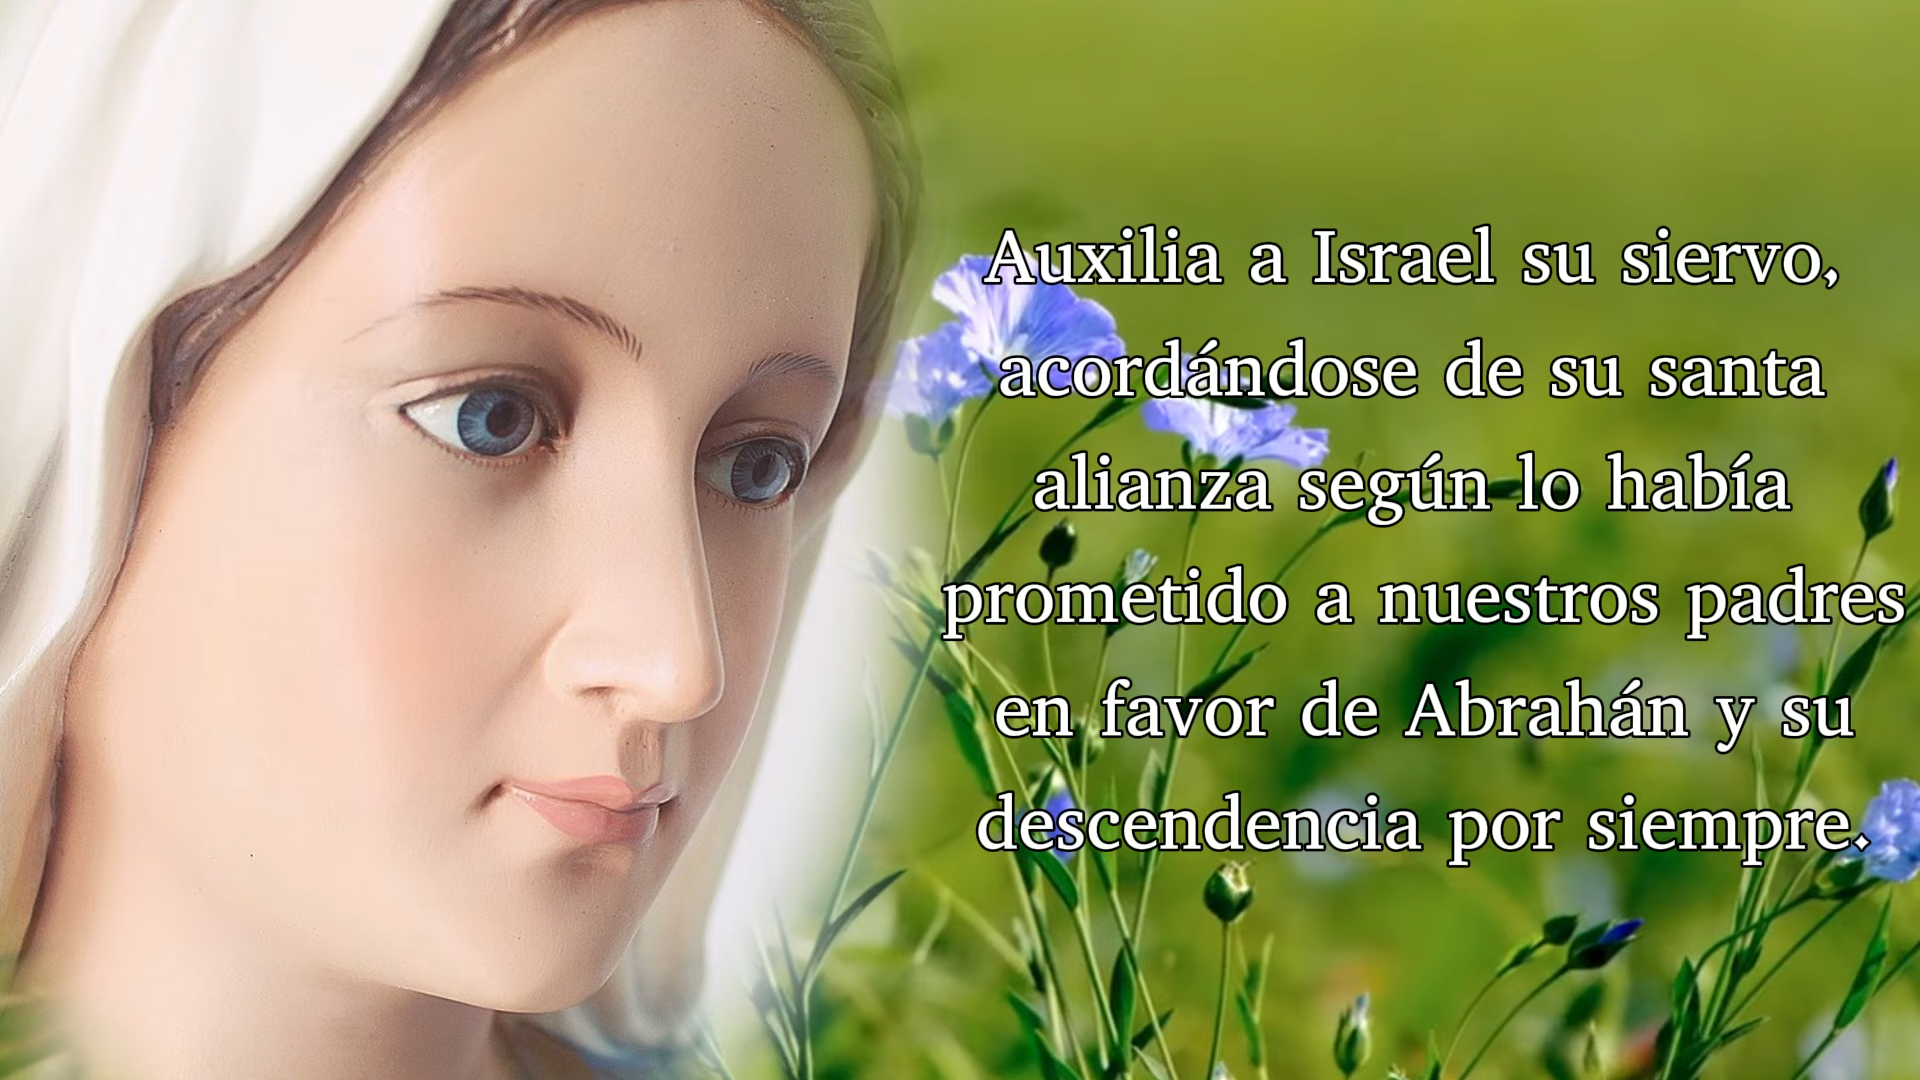 Auxilia a Israel su siervo,
acordándose de su santa
alianza según lo había
prometido a nuestros padres
en favor de Abrahán y su
descendencia por siempre.